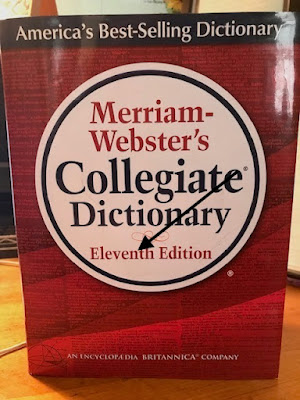 America's Best-Selling Dictionary
Merriam-
Webster's
Collegiate®
Dictionary
Eleventh Edition
®
AN ENCYCLOPÆDIA BRITANNICA® COMPANY